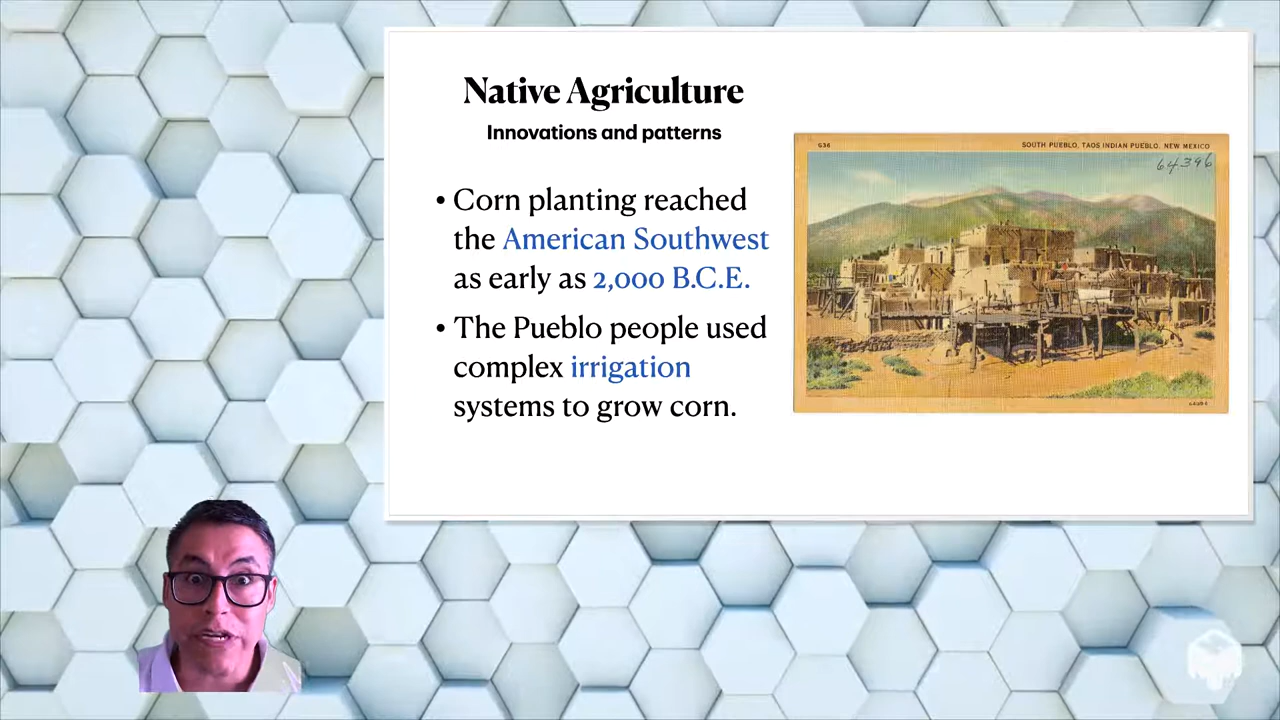 Native Agriculture
Innovations and patterns
• Corn planting reached
the American Southwest
as early as 2,000 B.C.E.
• The Pueblo people used
complex irrigation
systems to grow corn.
G36
SOUTH PUEBLO, TAOS INDIAN PUEBLO, NEW MEXICO
64396